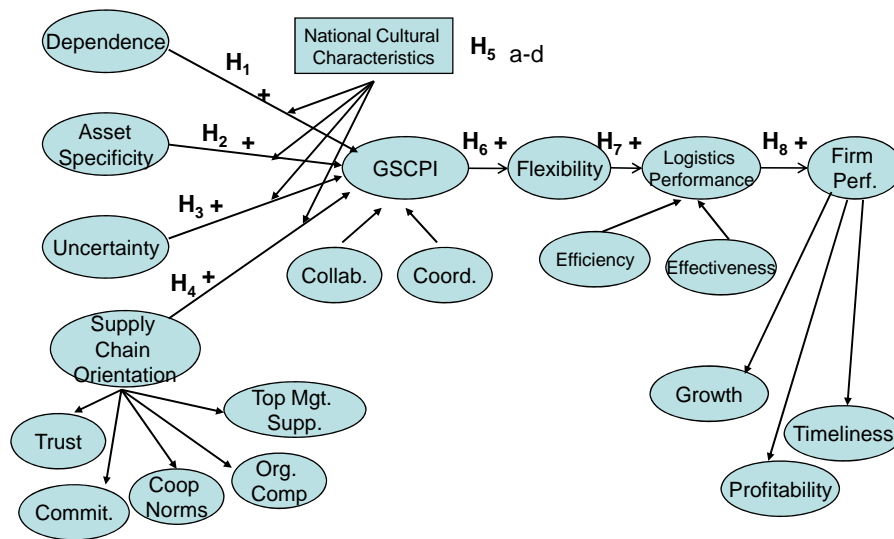 Dependence
H1
+
National Cultural
Characteristics
H5 a-d
Asset
Specificity
H2 +
GSCPI
H6 +
Flexibility
H7 +
Logistics
Performance
H8 +
Firm
Perf.
H3 +
Uncertainty
Collab.
Coord.
Efficiency
Effectiveness
H4 +
Supply
Chain
Orientation
Top Mgt.
Supp.
Growth
Trust
Timeliness
Org.
Comp
Coop
Norms
Commit.
Profitability